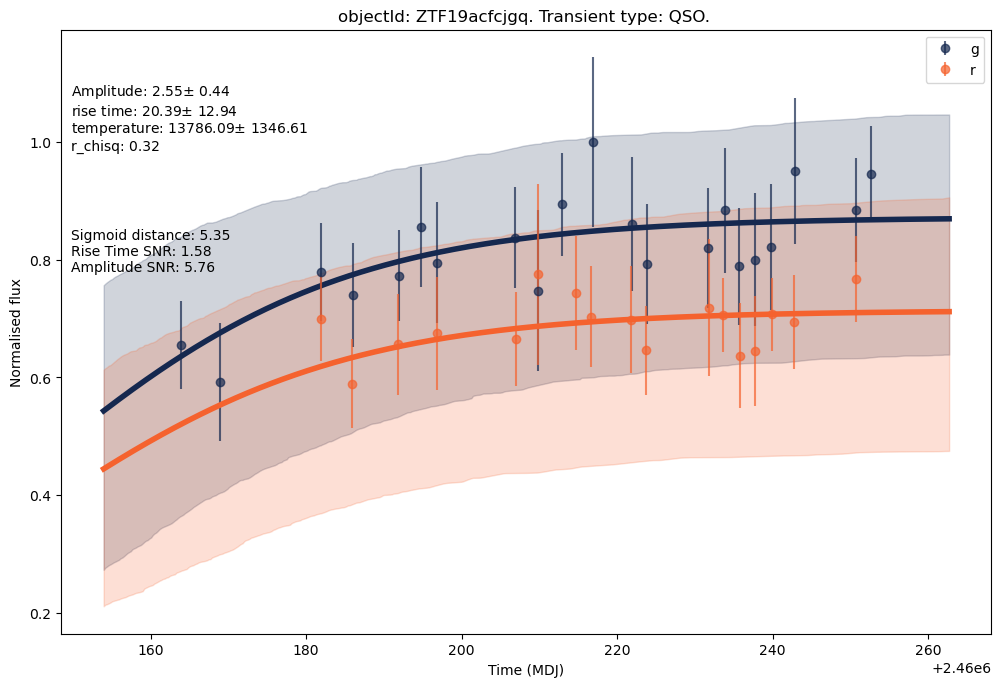 objectId: ZTF19acfcjgq. Transient type: QSO.
g
r
Amplitude: 2.55± 0.44
rise time: 20.39± 12.94
temperature: 13786.09± 1346.61
r_chisq: 0.32
Sigmoid distance: 5.35
Rise Time SNR: 1.58
Amplitude SNR: 5.76
Normalised flux
1.0
0.8
0.6
0.4
0.2
160
180
200
220
240
260
+2.46e6
Time (MDJ)